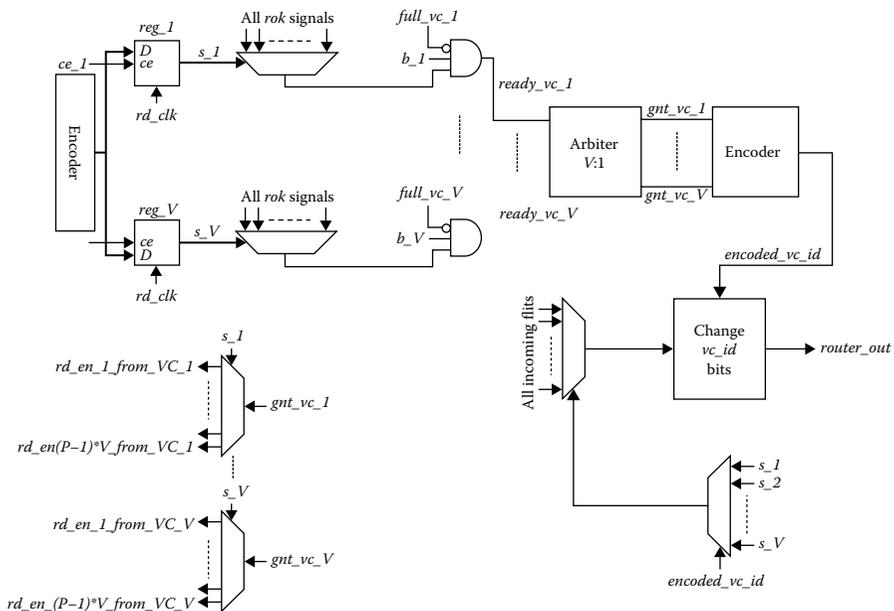 All rok signals
full_vc_1
reg_1
D
ce
s_1
ce_1
b_1
rd_clk
ready_vc_1
gnt_vc_1
Encoder
Arbiter
V:1
Encoder
gnt_vc_V
ready_vc_V
All rok signals
full_vc_V
reg_V
ce
D
s_V
b_V
rd_clk
encoded_vc_id
All incoming flits
Change
vc_id
bits
router_out
s_1
rd_en_1_from_VC_1
gnt_vc_1
rd_en(P−1)*V_from_VC_1
s_V
rd_en_1_from_VC_V
gnt_vc_V
rd_en_(P−1)*V_from_VC_V
s_1
s_2
s_V
encoded_vc_id